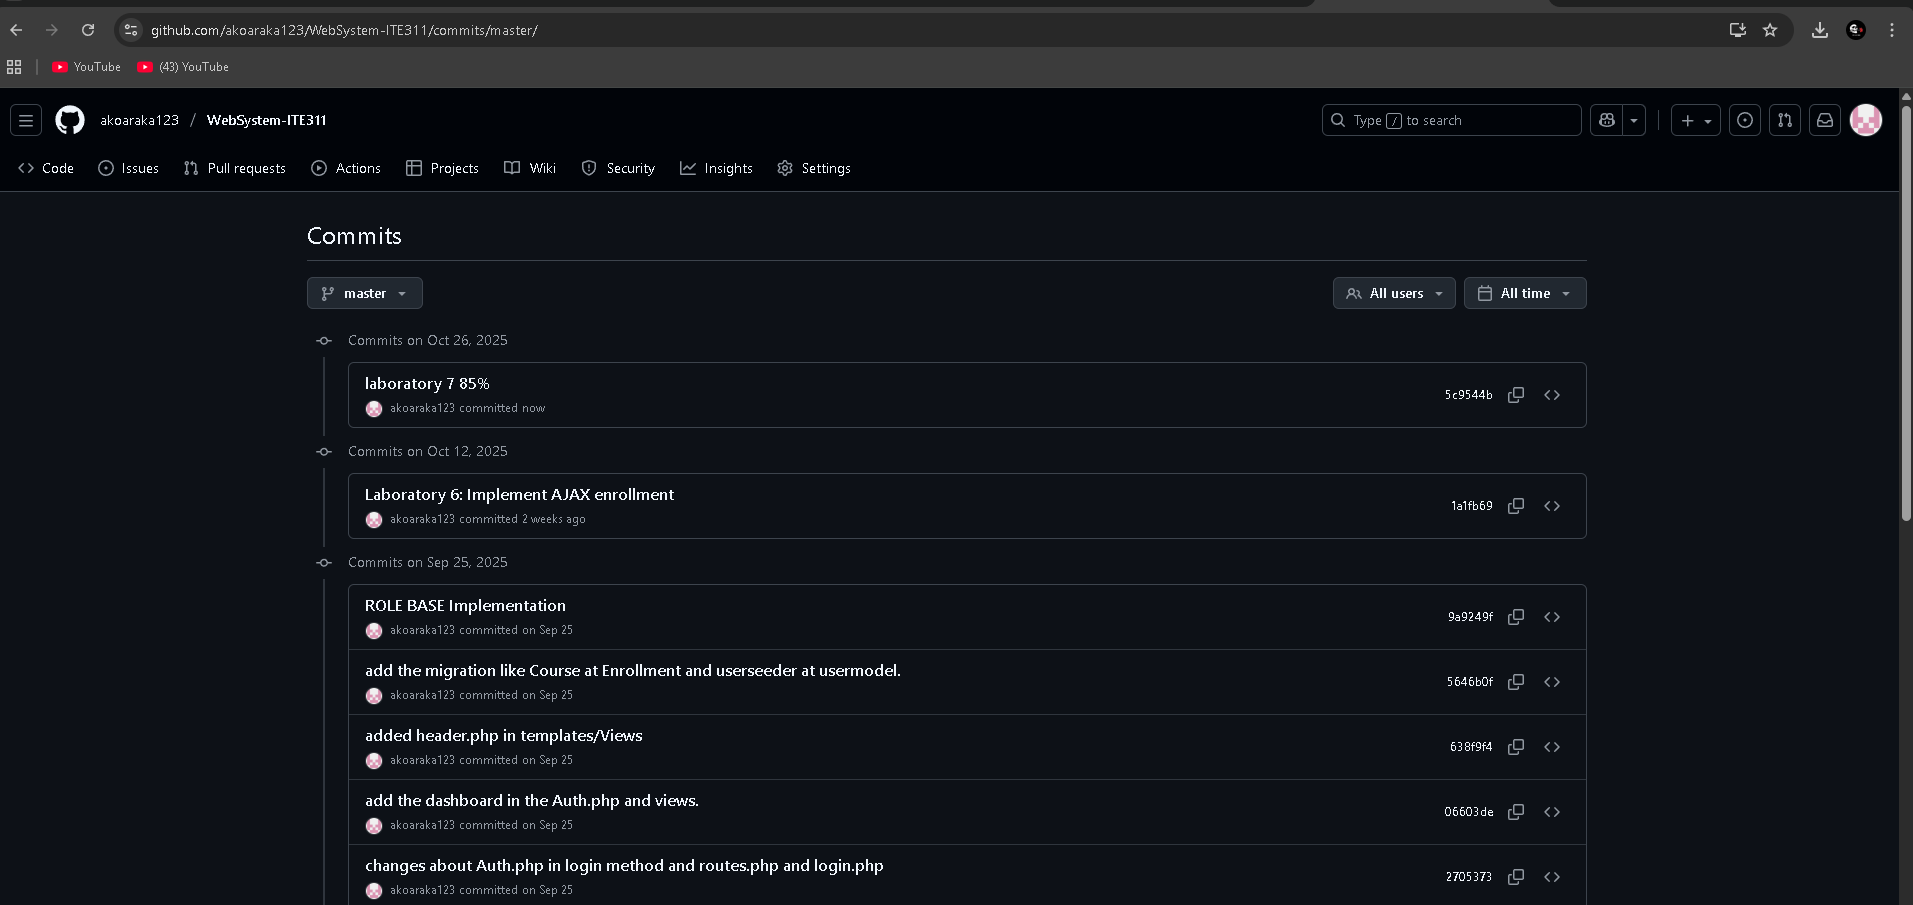 github.com/akoaraka123/WebSystem-ITE311/commits/master/
YouTube (43) YouTube
akoaraka123 / WebSystem-ITE311
Type / to search
Code Issues Pull requests Actions Projects Wiki Security Insights Settings
Commits
master All users All time
Commits on Oct 26, 2025
laboratory 7 85%
5c9544b
akoaraka123 committed now
Commits on Oct 12, 2025
Laboratory 6: Implement AJAX enrollment
1a1fb69
akoaraka123 committed 2 weeks ago
Commits on Sep 25, 2025
ROLE BASE Implementation
9a9249f
akoaraka123 committed on Sep 25
add the migration like Course at Enrollment and userseeder at usermodel.
5646b0f
akoaraka123 committed on Sep 25
added header.php in templates/Views
638f9f4
akoaraka123 committed on Sep 25
add the dashboard in the Auth.php and views.
06603de
akoaraka123 committed on Sep 25
changes about Auth.php in login method and routes.php and login.php
2705373
akoaraka123 committed on Sep 25